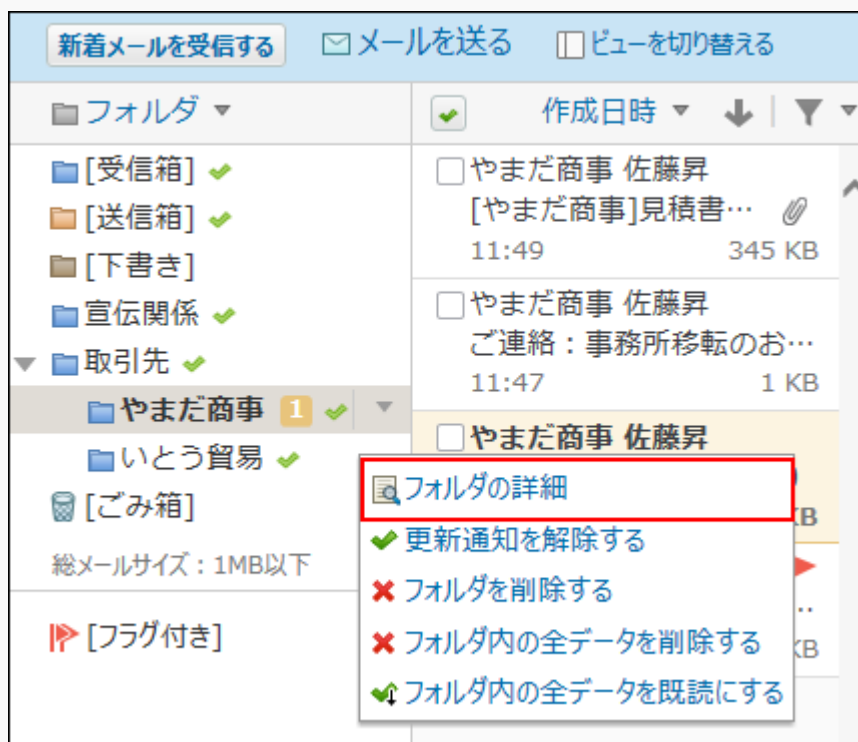 新着メールを受信する メールを送る ビューを切り替える
フォルダ
[受信箱]
[送信箱]
[下書き]
宣伝関係
取引先
やまだ商事 1
いとう貿易
[ごみ箱]
総メールサイズ：1MB以下
[フラグ付き]
作成日時
やまだ商事 佐藤昇
[やまだ商事]見積書…
11:49 345 KB
やまだ商事 佐藤昇
ご連絡：事務所移転のお…
11:47 1 KB
やまだ商事 佐藤昇
KB
..
KB
フォルダの詳細
更新通知を解除する
フォルダを削除する
フォルダ内の全データを削除する
フォルダ内の全データを既読にする